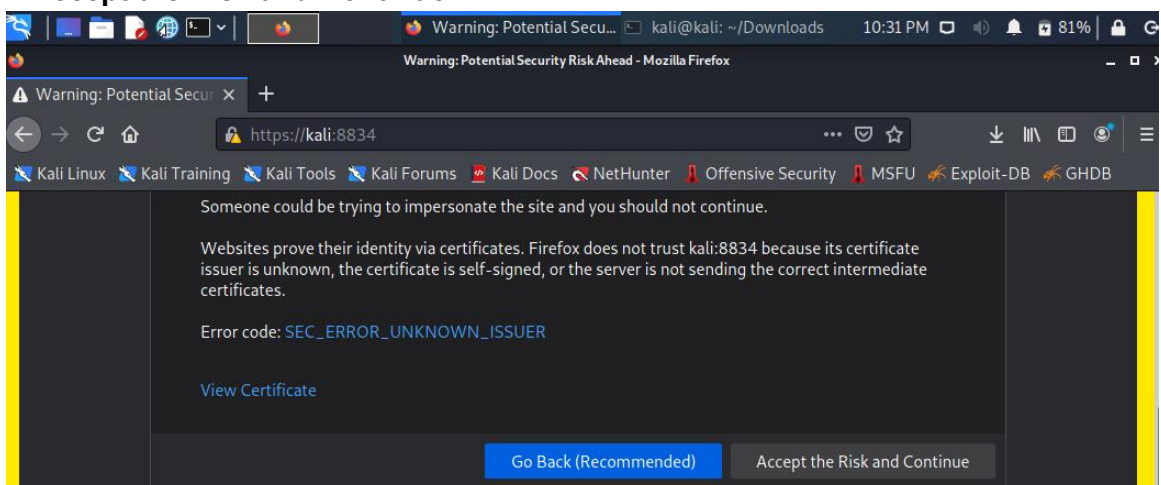 Warning: Potential Secu... kali@kali: ~/Downloads 10:31 PM 81%
Warning: Potential Security Risk Ahead - Mozilla Firefox
Warning: Potential Secur
https://kali:8834
Kali Linux Kali Training Kali Tools Kali Forums Kali Docs NetHunter Offensive Security MSFU Exploit-DB GHDB
Someone could be trying to impersonate the site and you should not continue.
Websites prove their identity via certificates. Firefox does not trust kali:8834 because its certificate
issuer is unknown, the certificate is self-signed, or the server is not sending the correct intermediate
certificates.
Error code: SEC_ERROR_UNKNOWN_ISSUER
View Certificate
Go Back (Recommended) Accept the Risk and Continue